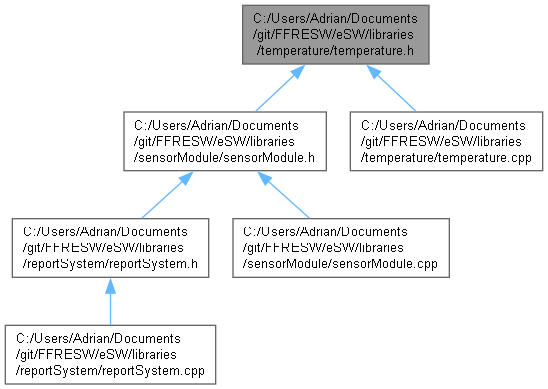 C:/Users/Adrian/Documents
/git/FFRESW/eSW/libraries
/temperature/temperature.h
C:/Users/Adrian/Documents
/git/FFRESW/eSW/libraries
/sensorModule/sensorModule.h
C:/Users/Adrian/Documents
/git/FFRESW/eSW/libraries
/temperature/temperature.cpp
C:/Users/Adrian/Documents
/git/FFRESW/eSW/libraries
/reportSystem/reportSystem.h
C:/Users/Adrian/Documents
/git/FFRESW/eSW/libraries
/sensorModule/sensorModule.cpp
C:/Users/Adrian/Documents
/git/FFRESW/eSW/libraries
/reportSystem/reportSystem.cpp